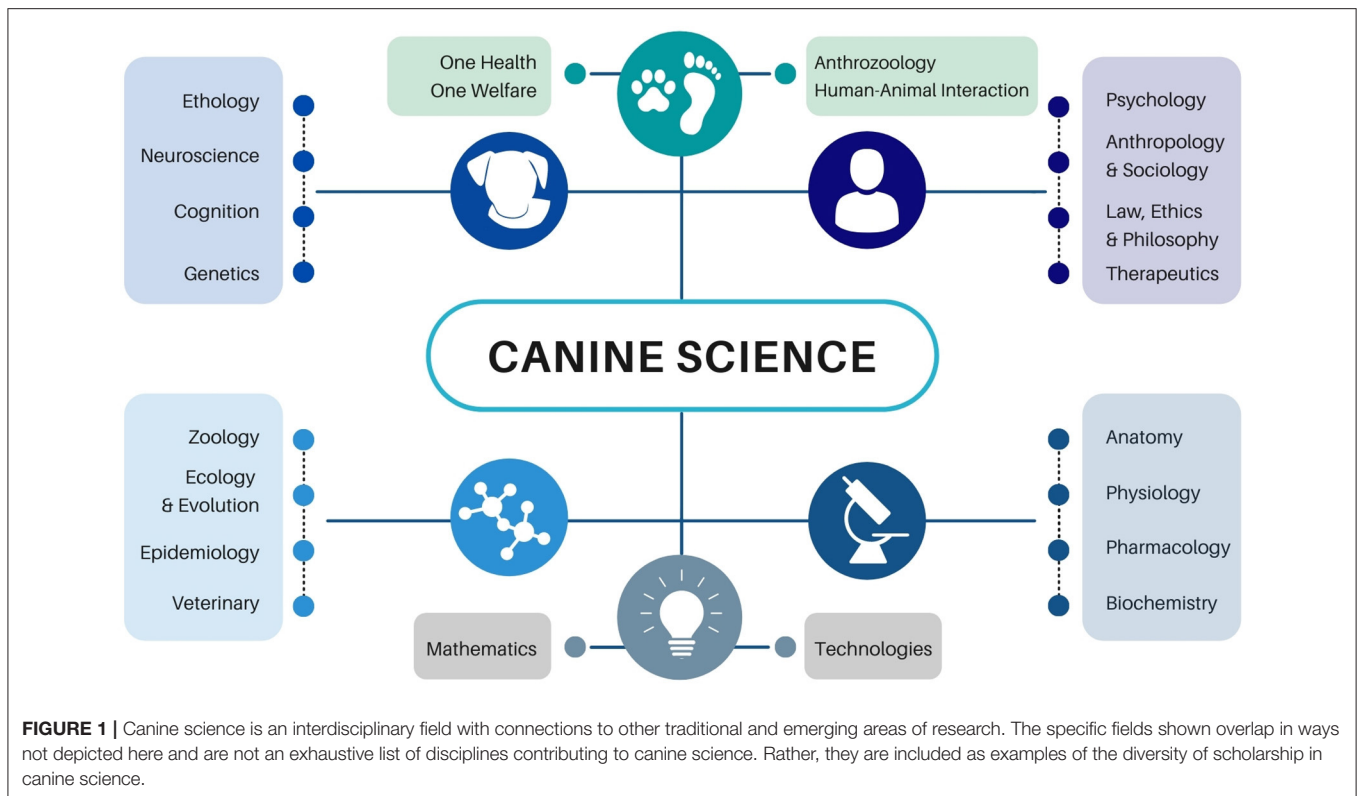 One Health
One Welfare
Anthrozoology
Human-Animal Interaction
Ethology
Neuroscience
Cognition
Genetics
Psychology
Anthropology
& Sociology
Law, Ethics
& Philosophy
Therapeutics
CANINE SCIENCE
Zoology
Ecology
& Evolution
Epidemiology
Veterinary
Anatomy
Physiology
Pharmacology
Biochemistry
Mathematics
Technologies
FIGURE 1 | Canine science is an interdisciplinary field with connections to other traditional and emerging areas of research. The specific fields shown overlap in ways
not depicted here and are not an exhaustive list of disciplines contributing to canine science. Rather, they are included as examples of the diversity of scholarship in
canine science.